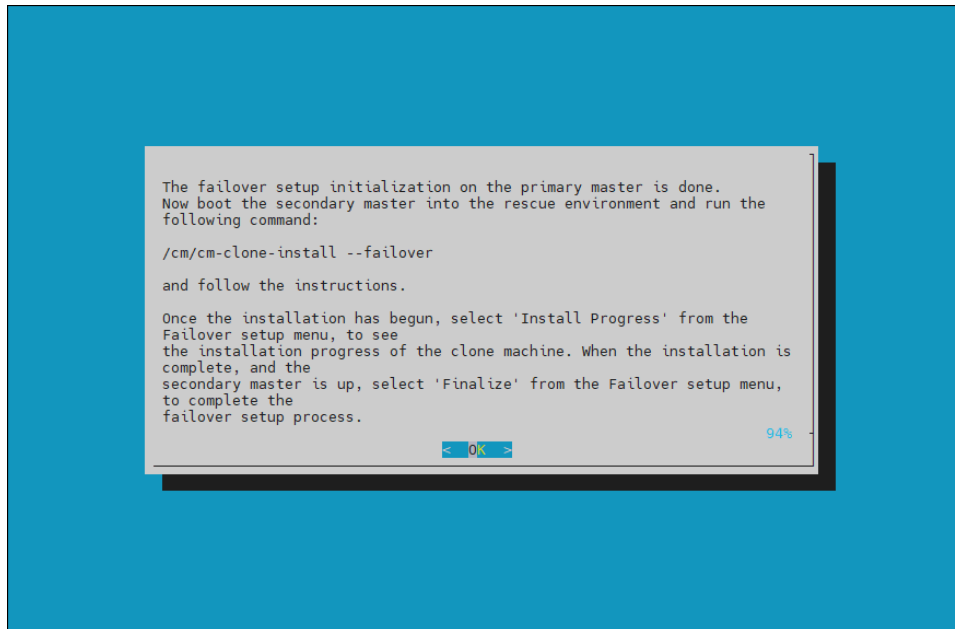 The failover setup initialization on the primary master is done.
Now boot the secondary master into the rescue environment and run the
following command:
/cm/cm-clone-install --failover
and follow the instructions.
Once the installation has begun, select 'Install Progress' from the
Failover setup menu, to see
the installation progress of the clone machine. When the installation is
complete, and the
secondary master is up, select 'Finalize' from the Failover setup menu,
to complete the
failover setup process.
94%
< OK >